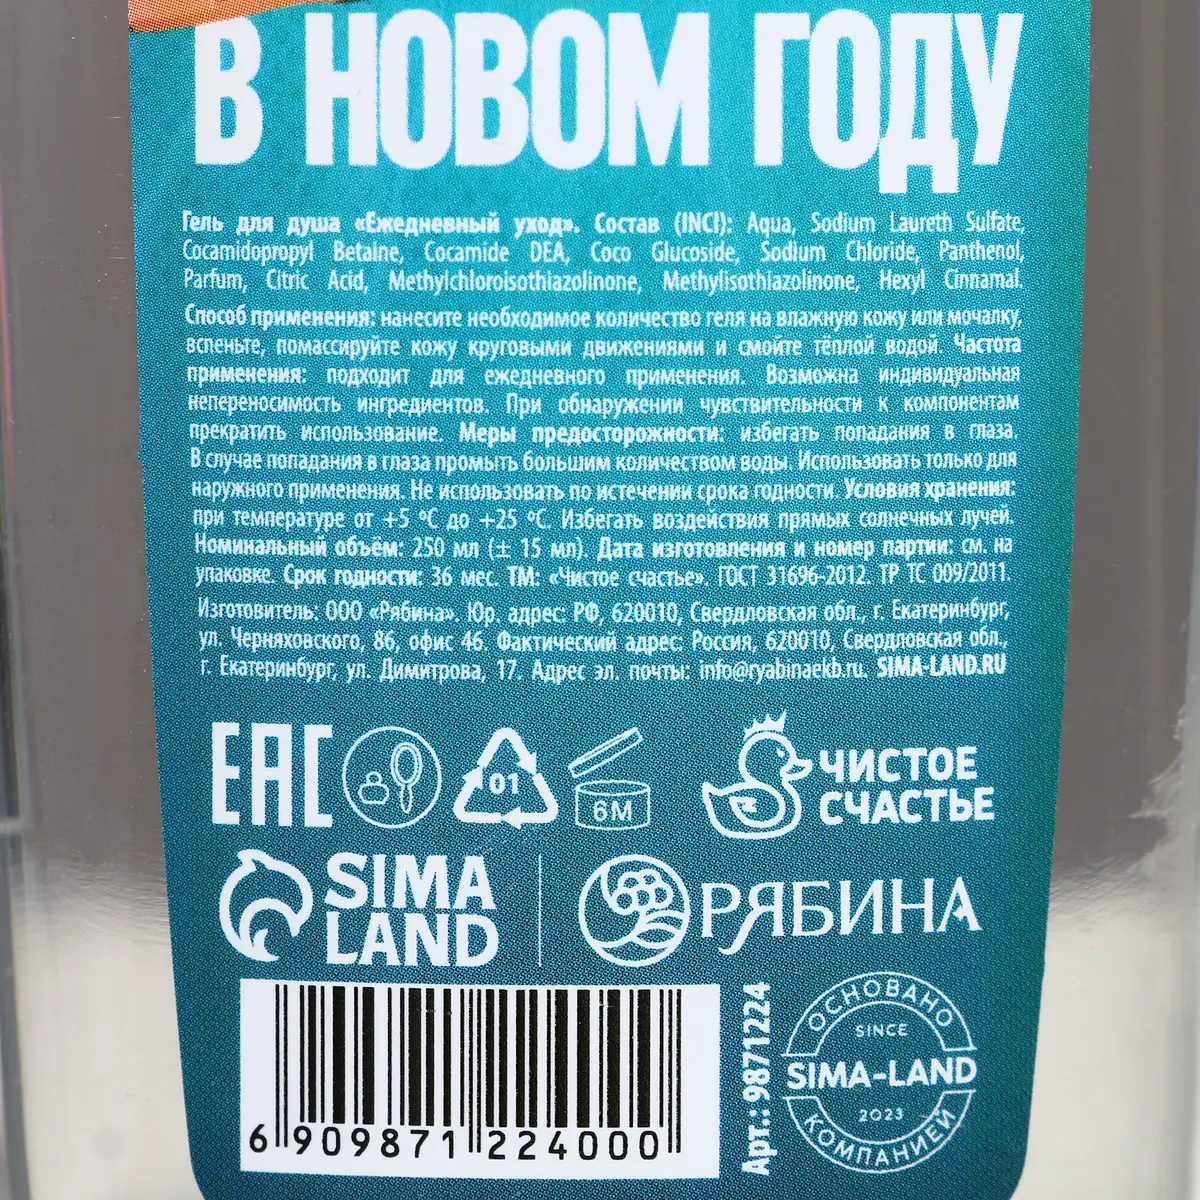 В НОВОМ ГОДУ
Гель для душа «Ежедневный уход». Состав (INCI): Aqua, Sodium Laureth Sulfate,
Cocamidopropyl Betaine, Cocamide DEA, Coco Glucoside, Sodium Chloride, Panthenol,
Parfum, Citric Acid, Methylchloroisothiazolinone, Methylisothiazolinone, Hexyl Cinnamal.
Способ применения: нанесите необходимое количество геля на влажную кожу или мочалку,
вспеньте, помассируйте кожу круговыми движениями и смойте тёплой водой. Частота
применения: подходит для ежедневного применения. Возможна индивидуальная
непереносимость ингредиентов. При обнаружении чувствительности к компонентам
прекратить использование. Меры предосторожности: избегать попадания в глаза.
В случае попадания в глаза промыть большим количеством воды. Использовать только для
наружного применения. Не использовать по истечении срока годности. Условия хранения:
при температуре от +5 ºС до +25 ºС. Избегать воздействия прямых солнечных лучей.
Номинальный объём: 250 мл (± 15 мл). Дата изготовления и номер партии: см. на
упаковке. Срок годности: 36 мес. ТМ: «Чистое счастье». ГОСТ 31696-2012. ТР ТС 009/2011.
Изготовитель: ООО «Рябина». Юр. адрес: РФ, 620010, Свердловская обл., г. Екатеринбург,
ул. Черняховского, 86, офис 46. Фактический адрес: Россия, 620010, Свердловская обл.,
г. Екатеринбург, ул. Димитрова, 17. Адрес эл. почты: info@ryabinaekb.ru. SIMA-LAND.RU
ЕАС
01
6М
ЧИСТОЕ
СЧАСТЬЕ
SIMA
LAND
РЯБИНА
6 909871 224000
Арт.: 9871224
ОСНОВАНО
SINCE
SIMA-LAND
2023
КОМПАНИЕЙ